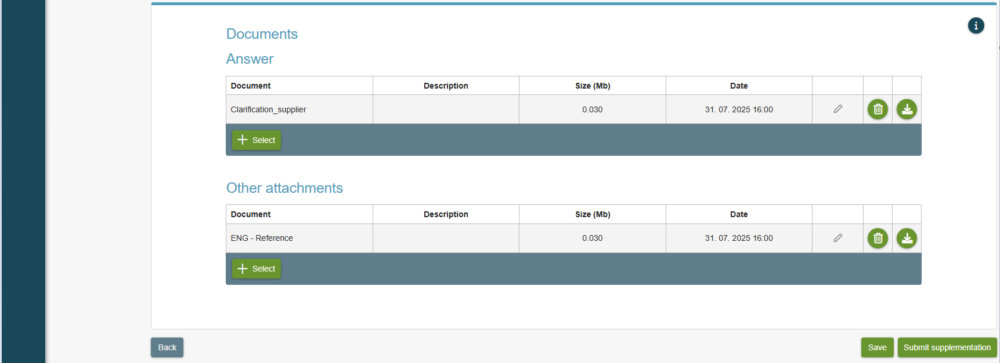 Documents
Answer
Document Description Size (Mb) Date
Clarification_supplier 0.030 31. 07. 2025 16:00
Select
Other attachments
Document Description Size (Mb) Date
ENG - Reference 0.030 31. 07. 2025 16:00
Select
Back Save Submit supplementation